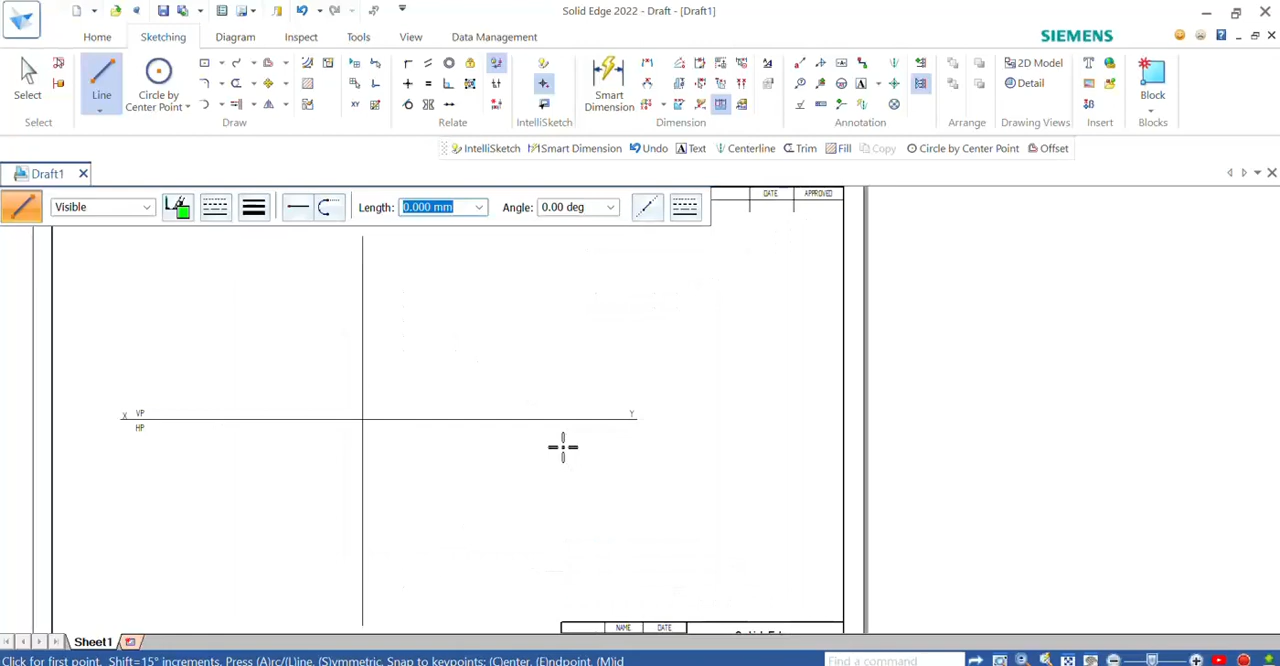 Solid Edge 2022 - Draft - [Draft1]
Home Sketching Diagram Inspect Tools View Data Management
SIEMENS
Select
Line
Circle by
Center Point
Smart
Dimension
2D Model
Detail
Block
Select Draw Relate IntelliSketch Dimension Annotation Arrange Drawing Views Insert Blocks
IntelliSketch Smart Dimension Undo Text Centerline Trim Fill Copy Circle by Center Point Offset
Draft1
Visible Length: 0.000 mm Angle: 0.00 deg
DATE APPROVED
X VP Y
HP
NAME DATE
Sheet1
Click for first point. Shift=15° increments. Press (A)rc/(L)ine, (S)ymmetric. Snap to keypoints: (C)enter, (E)ndpoint, (M)id
Find a command